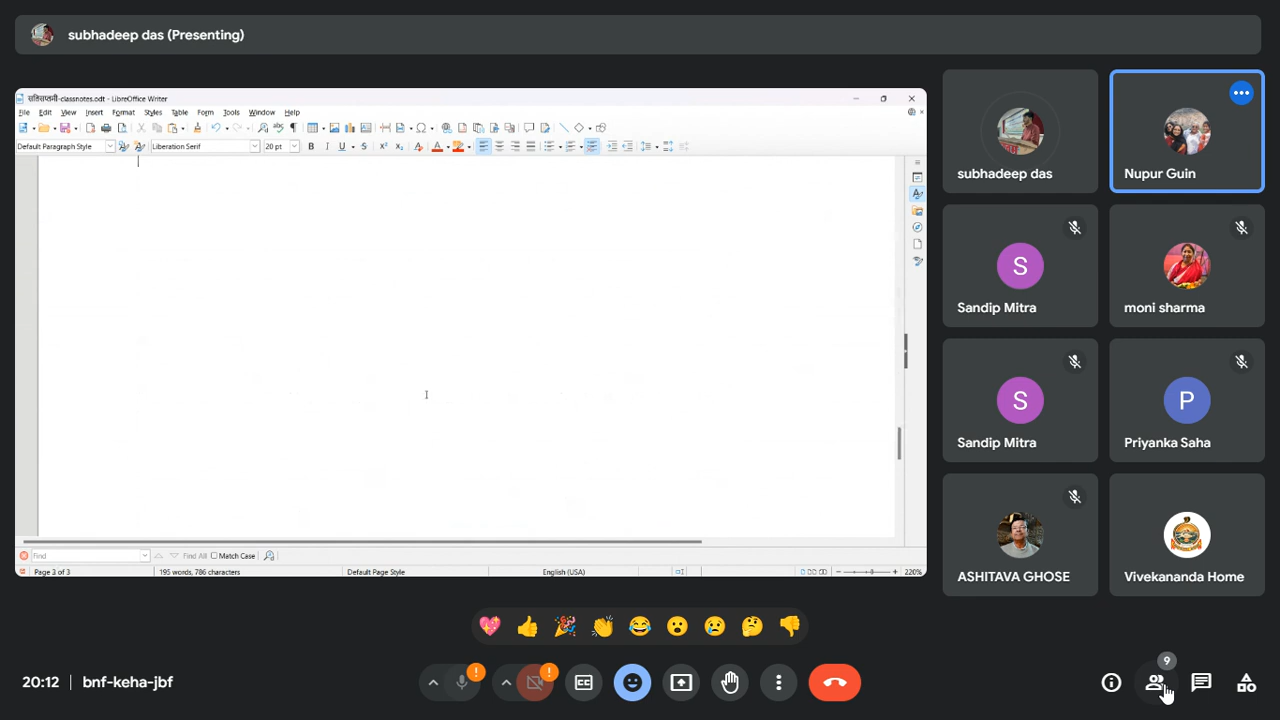 subhadeep das (Presenting)
सप्तिसप्तमी-classnotes.odt - LibreOffice Writer
File Edit View Insert Format Styles Table Form Tools Window Help
Default Paragraph Style Liberation Serif 20 pt
subhadeep das
Nupur Guin
S
Sandip Mitra
moni sharma
S
Sandip Mitra
P
Priyanka Saha
ASHITAVA GHOSE
Vivekananda Home
Find Find All Match Case
Page 3 of 3 195 words, 786 characters Default Page Style English (USA) 220%
20:12 bnf-keha-jbf
9